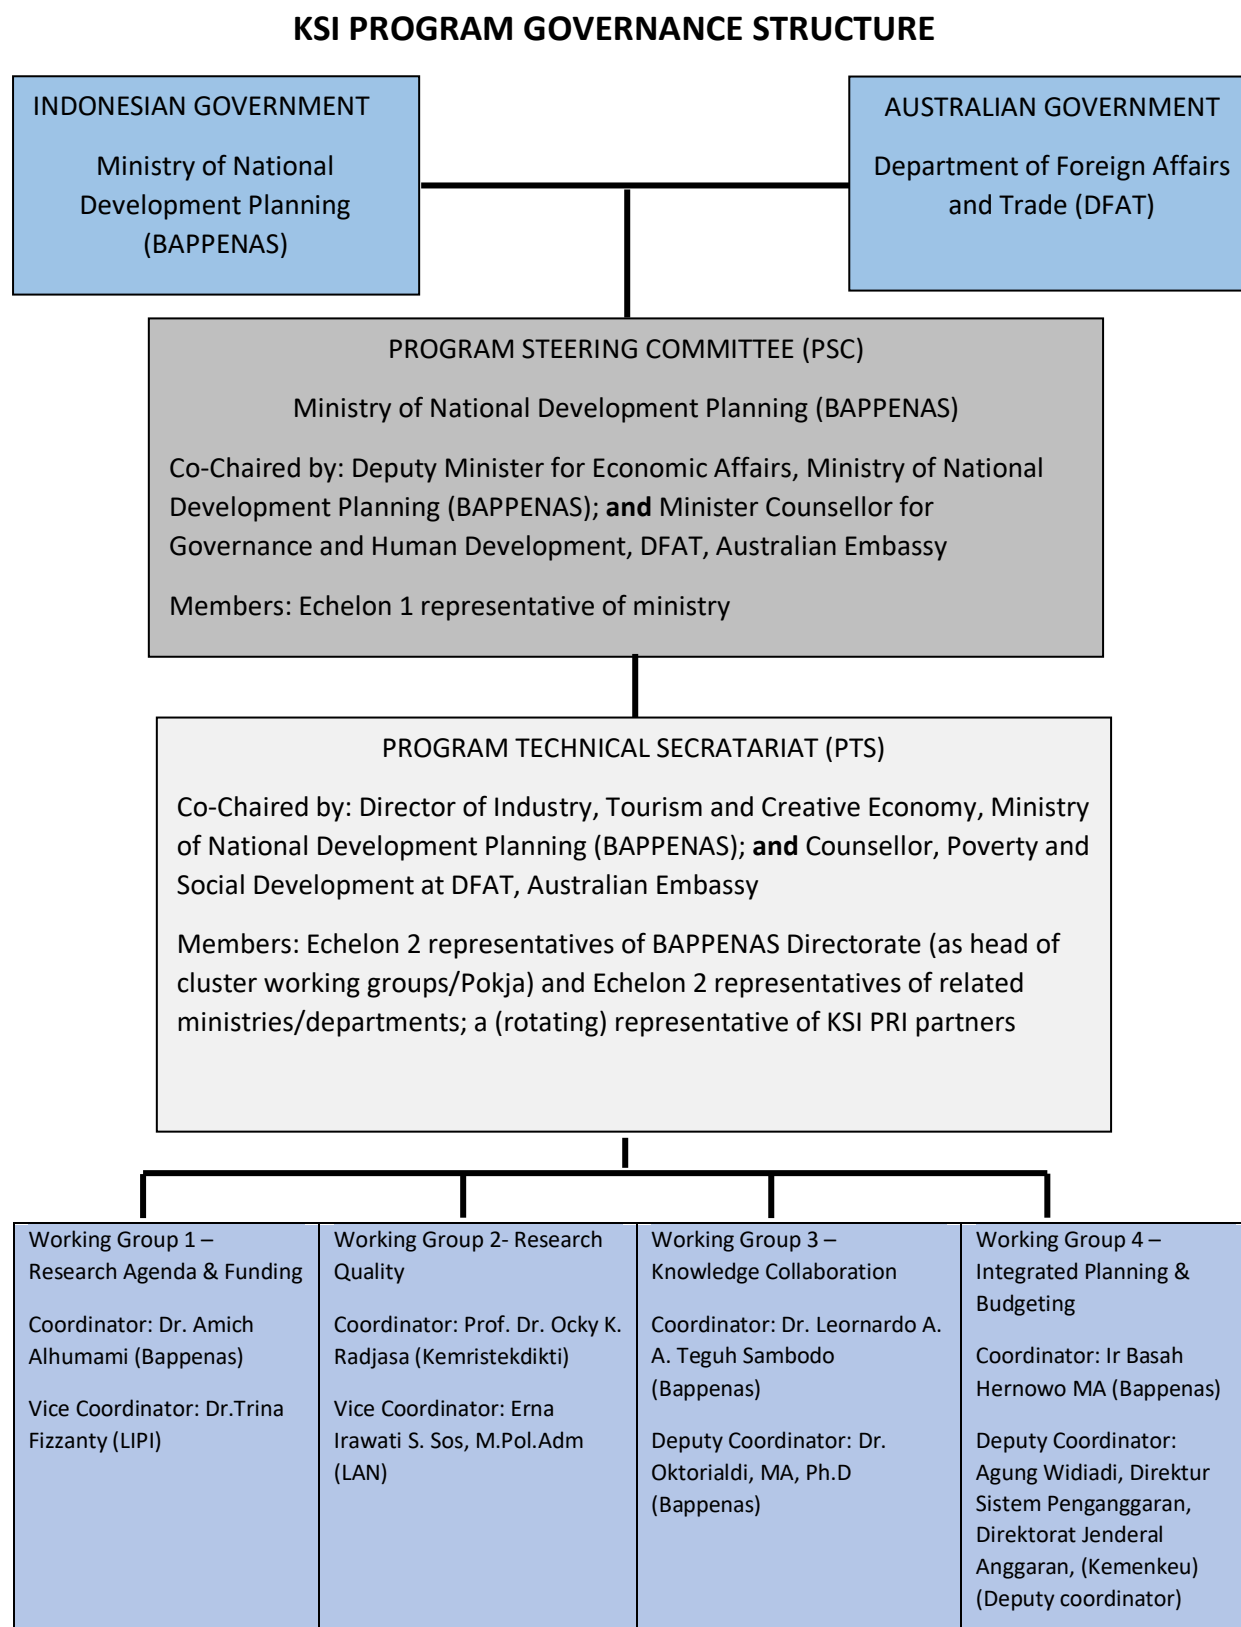 KSI PROGRAM GOVERNANCE STRUCTURE
INDONESIAN GOVERNMENT
Ministry of National
Development Planning
(BAPPENAS)
AUSTRALIAN GOVERNMENT
Department of Foreign Affairs
and Trade (DFAT)
PROGRAM STEERING COMMITTEE (PSC)
Ministry of National Development Planning (BAPPENAS)
Co-Chaired by: Deputy Minister for Economic Affairs, Ministry of National
Development Planning (BAPPENAS); and Minister Counsellor for
Governance and Human Development, DFAT, Australian Embassy
Members: Echelon 1 representative of ministry
PROGRAM TECHNICAL SECRATARIAT (PTS)
Co-Chaired by: Director of Industry, Tourism and Creative Economy, Ministry
of National Development Planning (BAPPENAS); and Counsellor, Poverty and
Social Development at DFAT, Australian Embassy
Members: Echelon 2 representatives of BAPPENAS Directorate (as head of
cluster working groups/Pokja) and Echelon 2 representatives of related
ministries/departments; a (rotating) representative of KSI PRI partners
Working Group 1 –
Research Agenda & Funding
Coordinator: Dr. Amich
Alhumami (Bappenas)
Vice Coordinator: Dr.Trina
Fizzanty (LIPI)
Working Group 2- Research
Quality
Coordinator: Prof. Dr. Ocky K.
Radjasa (Kemristekdikti)
Vice Coordinator: Erna
Irawati S. Sos, M.Pol.Adm
(LAN)
Working Group 3 –
Knowledge Collaboration
Coordinator: Dr. Leornardo A.
A. Teguh Sambodo
(Bappenas)
Deputy Coordinator: Dr.
Oktorialdi, MA, Ph.D
(Bappenas)
Working Group 4 –
Integrated Planning &
Budgeting
Coordinator: Ir Basah
Hernowo MA (Bappenas)
Deputy Coordinator:
Agung Widiadi, Direktur
Sistem Penganggaran,
Direktorat Jenderal
Anggaran, (Kemenkeu)
(Deputy coordinator)